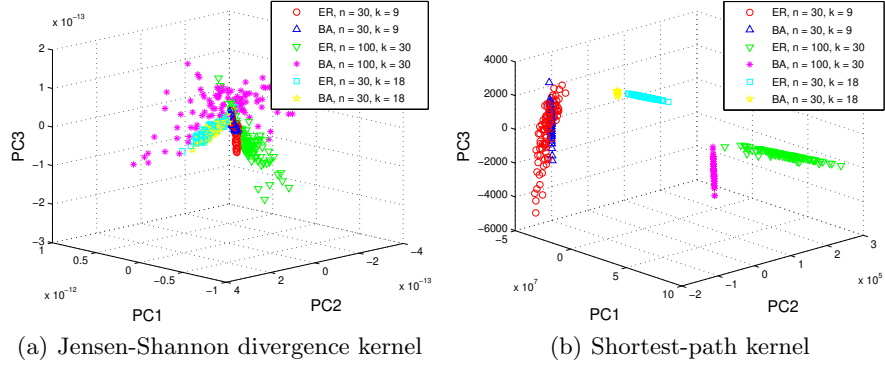 x 10^-13
ER, n = 30, k = 9
BA, n = 30, k = 9
ER, n = 100, k = 30
BA, n = 100, k = 30
ER, n = 30, k = 18
BA, n = 30, k = 18
2
1
0
−1
−2
−3
PC3
1
0.5
0
−0.5
−1
x 10^-12
PC1
4
2
0
−2
−4
x 10^-13
PC2
(a) Jensen-Shannon divergence kernel
ER, n = 30, k = 9
BA, n = 30, k = 9
ER, n = 100, k = 30
BA, n = 100, k = 30
ER, n = 30, k = 18
BA, n = 30, k = 18
4000
2000
0
−2000
−4000
−6000
PC3
−5
0
5
10
x 10^7
PC1
−2
−1
0
1
2
3
x 10^5
PC2
(b) Shortest-path kernel